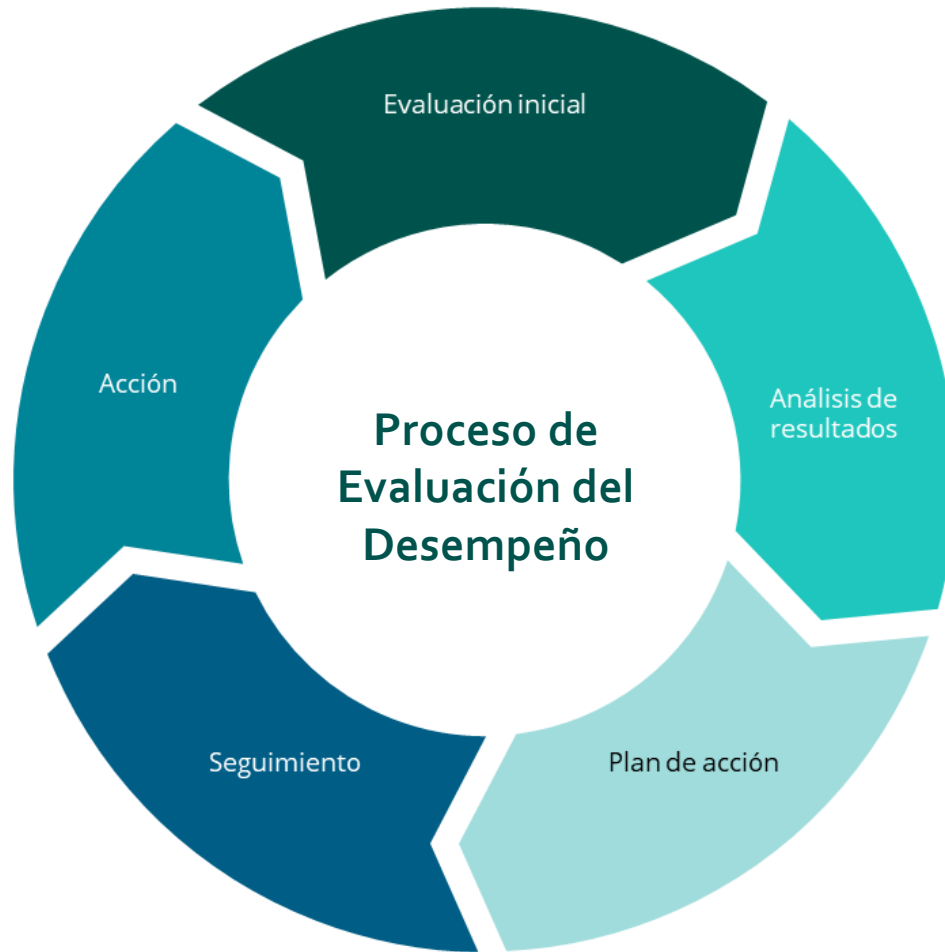 Evaluación inicial
Análisis de
resultados
Plan de acción
Seguimiento
Acción
Proceso de
Evaluación del
Desempeño